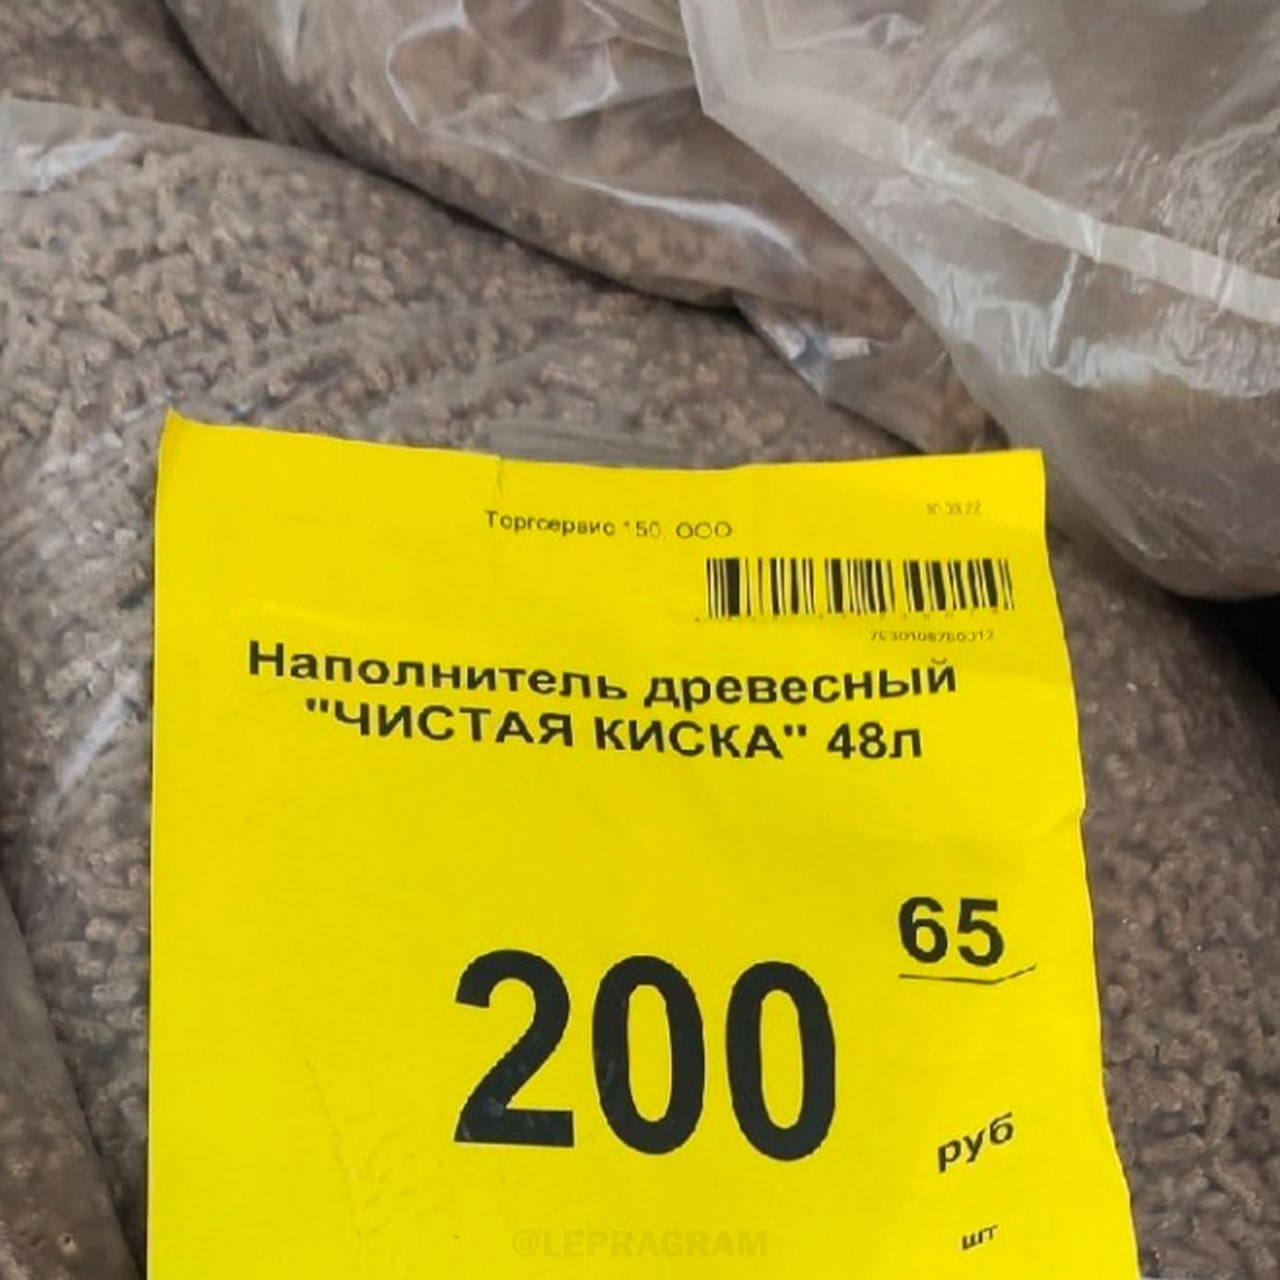 Торгсервис 150, ООО
Наполнитель древесный
"ЧИСТАЯ КИСКА" 48л
200 65
руб
шт
@LEPRAGRAM